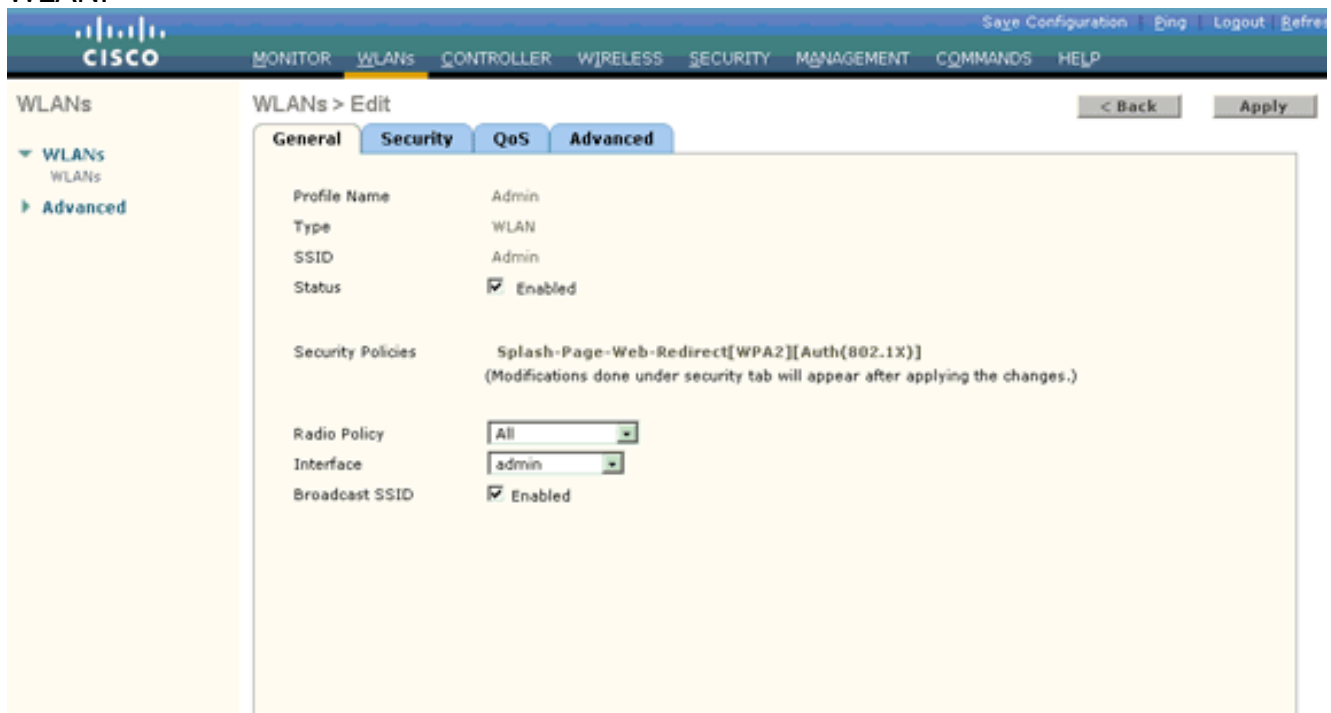 WLAN.
Save Configuration | Ping | Logout | Refres
CISCO
MONITOR WLANs CONTROLLER WIRELESS SECURITY MANAGEMENT COMMANDS HELP
WLANs
WLANs
WLANs
Advanced
WLANs > Edit
< Back
Apply
General Security QoS Advanced
Profile Name Admin
Type WLAN
SSID Admin
Status Enabled
Security Policies Splash-Page-Web-Redirect[WPA2][Auth(802.1X)]
(Modifications done under security tab will appear after applying the changes.)
Radio Policy All
Interface admin
Broadcast SSID Enabled